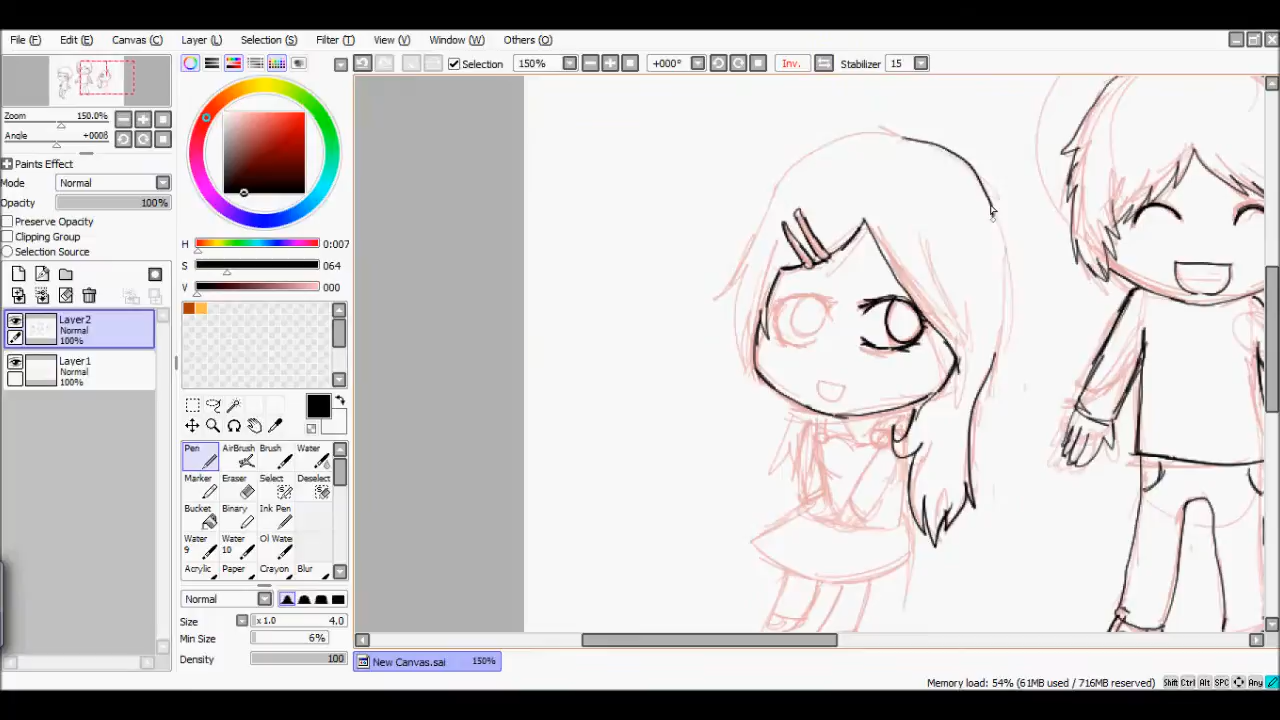 File (F) Edit (E) Canvas (C) Layer (L) Selection (S) Filter (T) View (V) Window (W) Others (O)
Selection 150% +000° Inv. Stabilizer 15
Zoom 150.0%
Angle +000°
Paints Effect
Mode Normal
Opacity 100%
Preserve Opacity
Clipping Group
Selection Source
Layer2
Normal
100%
Layer1
Normal
100%
H 0:007
S 064
V 000
Pen AirBrush Brush Water
Marker Eraser Select Deselect
Bucket Binary Ink Pen
Water 9 Water 10 Ol Wate
Acrylic Paper Crayon Blur
Normal
Size x 1.0 4.0
Min Size 6%
Density 100
New Canvas.sai 150%
Memory load: 54% (61MB used / 716MB reserved) Shift Ctrl Alt SPC Any